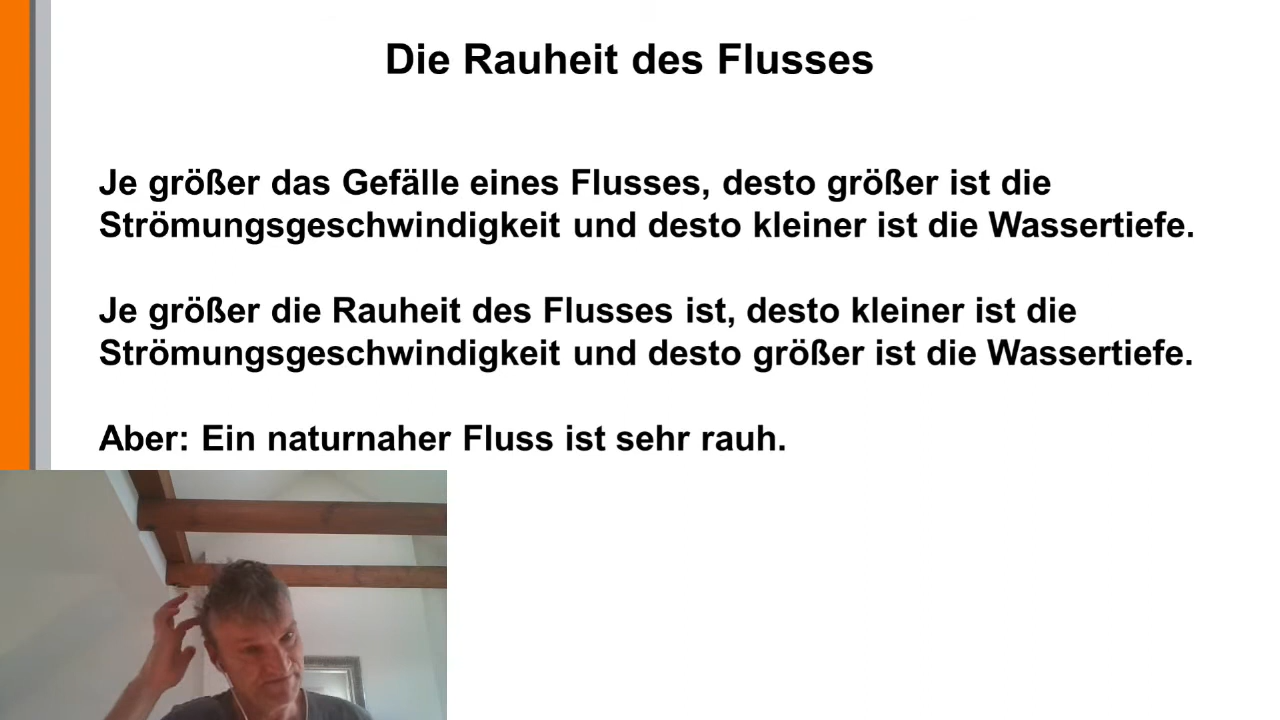 Die Rauheit des Flusses
Je größer das Gefälle eines Flusses, desto größer ist die
Strömungsgeschwindigkeit und desto kleiner ist die Wassertiefe.
Je größer die Rauheit des Flusses ist, desto kleiner ist die
Strömungsgeschwindigkeit und desto größer ist die Wassertiefe.
Aber: Ein naturnaher Fluss ist sehr rauh.